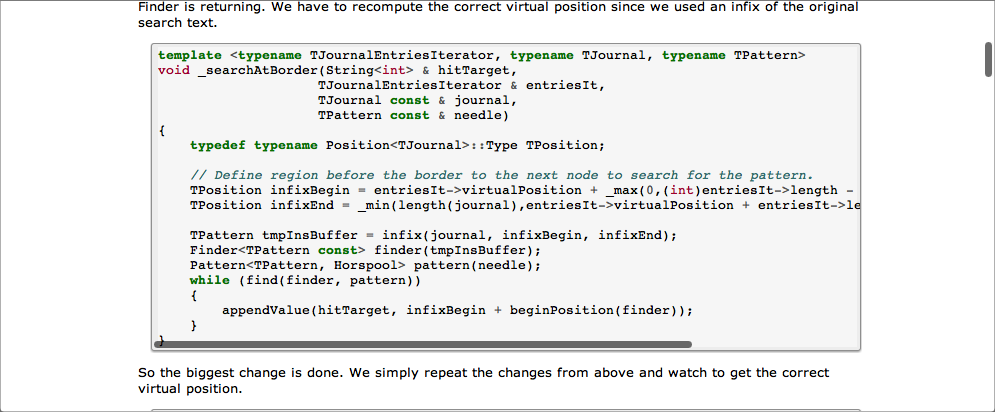 Finder is returning. We have to recompute the correct virtual position since we used an infix of the original
search text.
template <typename TJournalEntriesIterator, typename TJournal, typename TPattern>
void _searchAtBorder(String<int> & hitTarget,
TJournalEntriesIterator & entriesIt,
TJournal const & journal,
TPattern const & needle)
{
typedef typename Position<TJournal>::Type TPosition;
// Define region before the border to the next node to search for the pattern.
TPosition infixBegin = entriesIt->virtualPosition + _max(0,(int)entriesIt->length -
TPosition infixEnd = _min(length(journal),entriesIt->virtualPosition + entriesIt->le
TPattern tmpInsBuffer = infix(journal, infixBegin, infixEnd);
Finder<TPattern const> finder(tmpInsBuffer);
Pattern<TPattern, Horspool> pattern(needle);
while (find(finder, pattern))
{
appendValue(hitTarget, infixBegin + beginPosition(finder));
}
}
So the biggest change is done. We simply repeat the changes from above and watch to get the correct
virtual position.